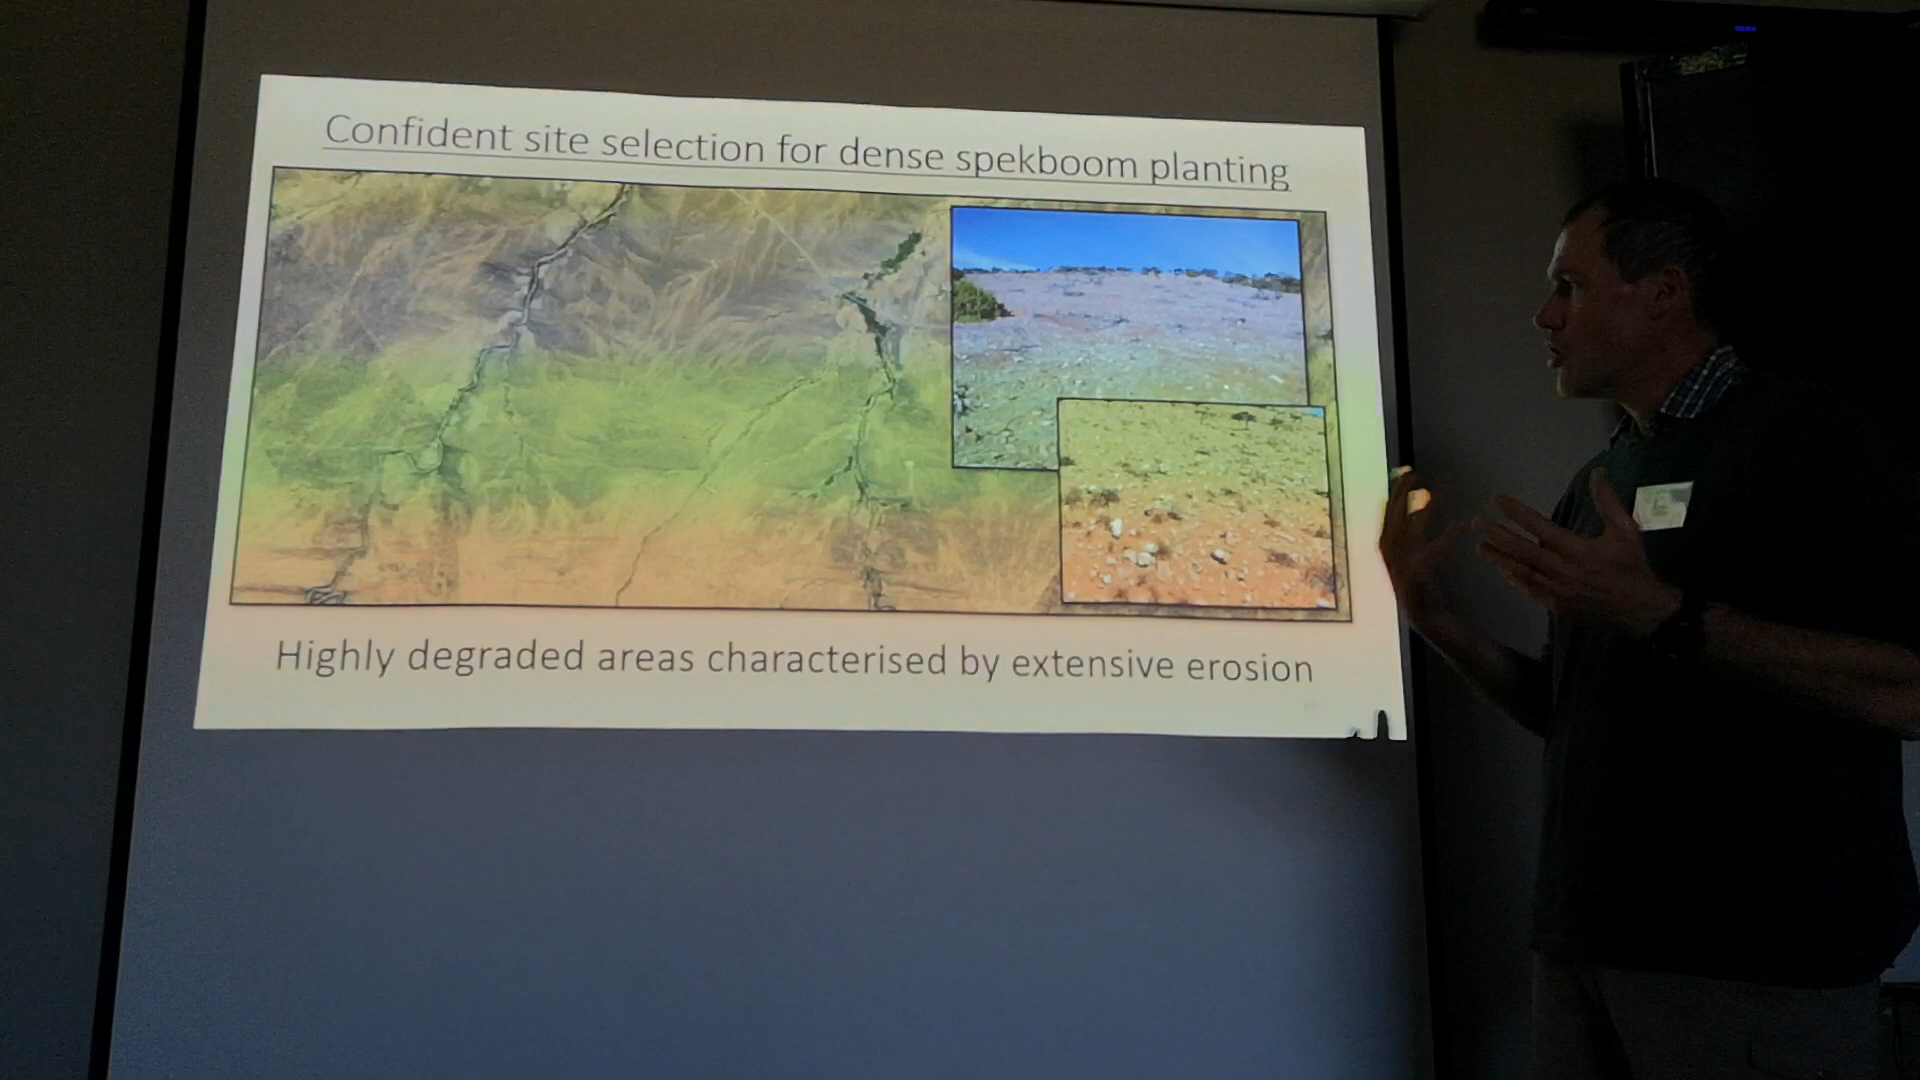 Confident site selection for dense spekboom planting
Highly degraded areas characterised by extensive erosion